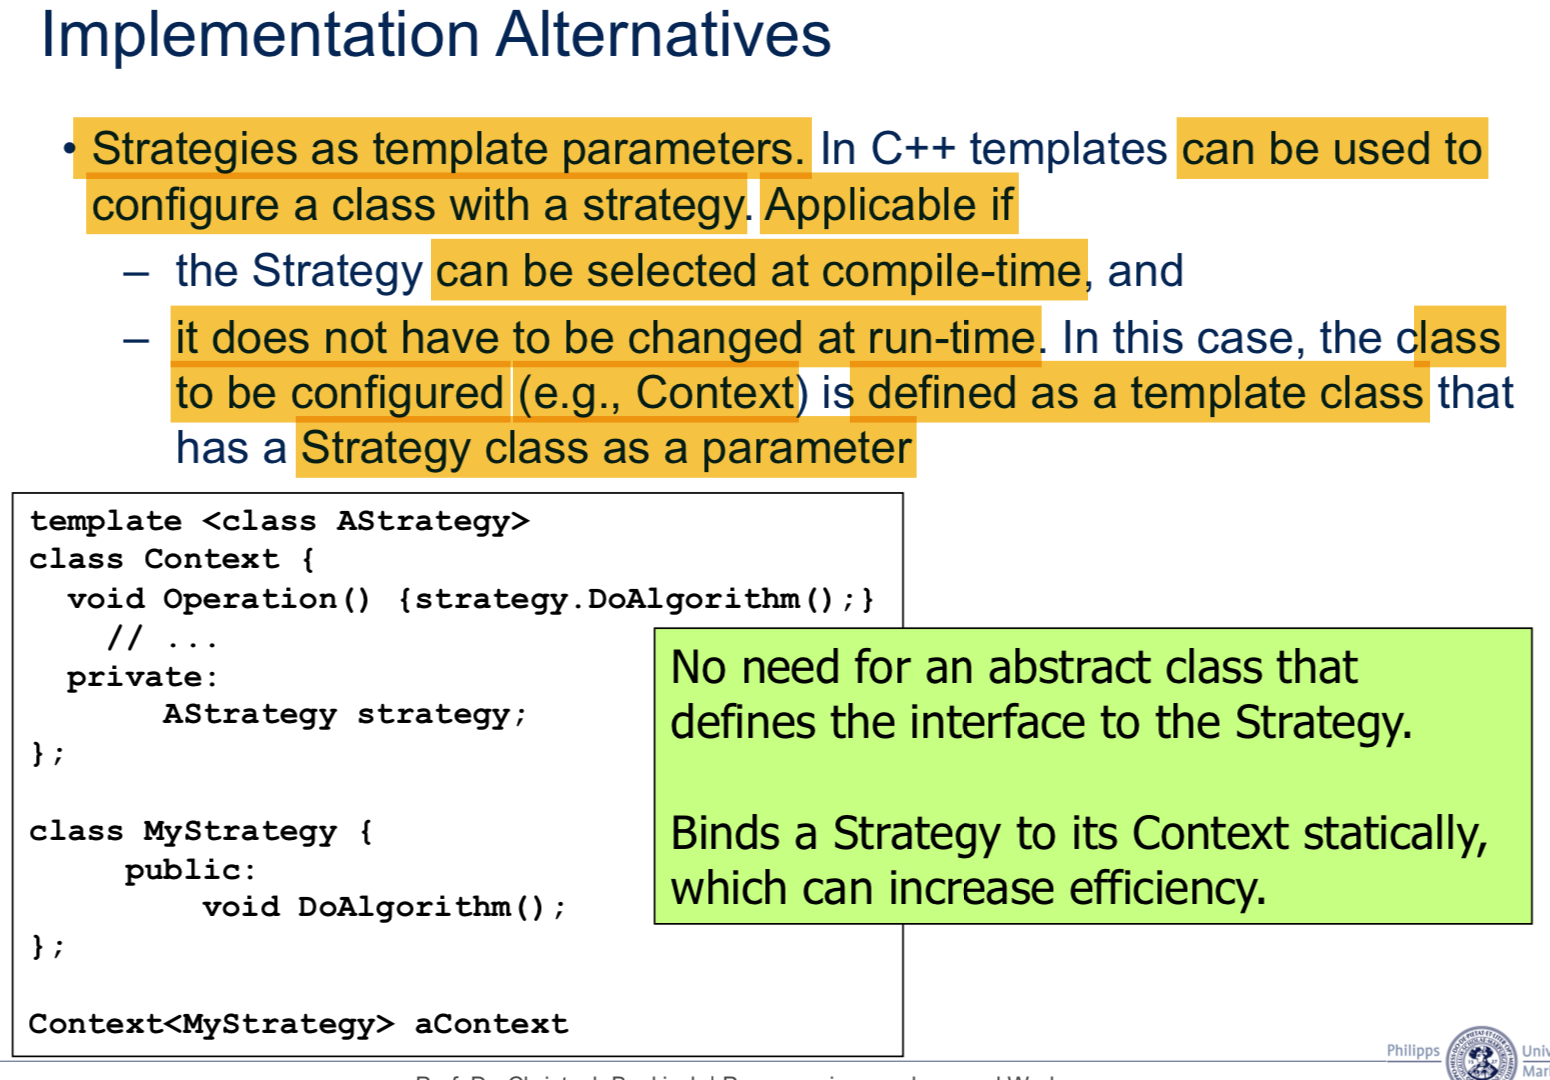 Implementation Alternatives
• Strategies as template parameters. In C++ templates can be used to
configure a class with a strategy. Applicable if
– the Strategy can be selected at compile-time, and
– it does not have to be changed at run-time. In this case, the class
to be configured (e.g., Context) is defined as a template class that
has a Strategy class as a parameter
template <class AStrategy>
class Context {
void Operation() {strategy.DoAlgorithm();}
// ...
private:
AStrategy strategy;
};
class MyStrategy {
public:
void DoAlgorithm();
};
Context<MyStrategy> aContext
No need for an abstract class that
defines the interface to the Strategy.
Binds a Strategy to its Context statically,
which can increase efficiency.
Philipps